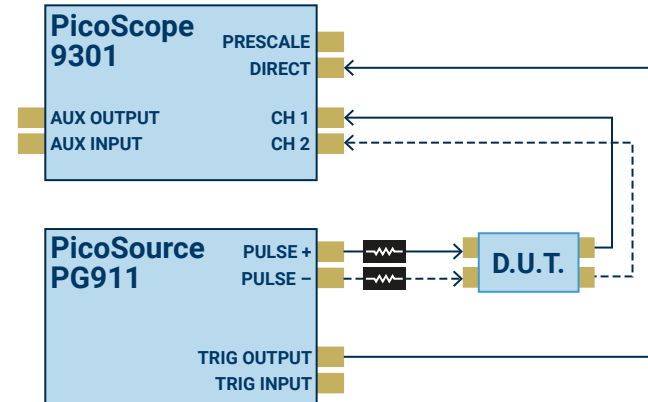 PicoScope
9301
PRESCALE
DIRECT
AUX OUTPUT
CH 1
AUX INPUT
CH 2
PicoSource
PG911
PULSE +
PULSE –
D.U.T.
TRIG OUTPUT
TRIG INPUT